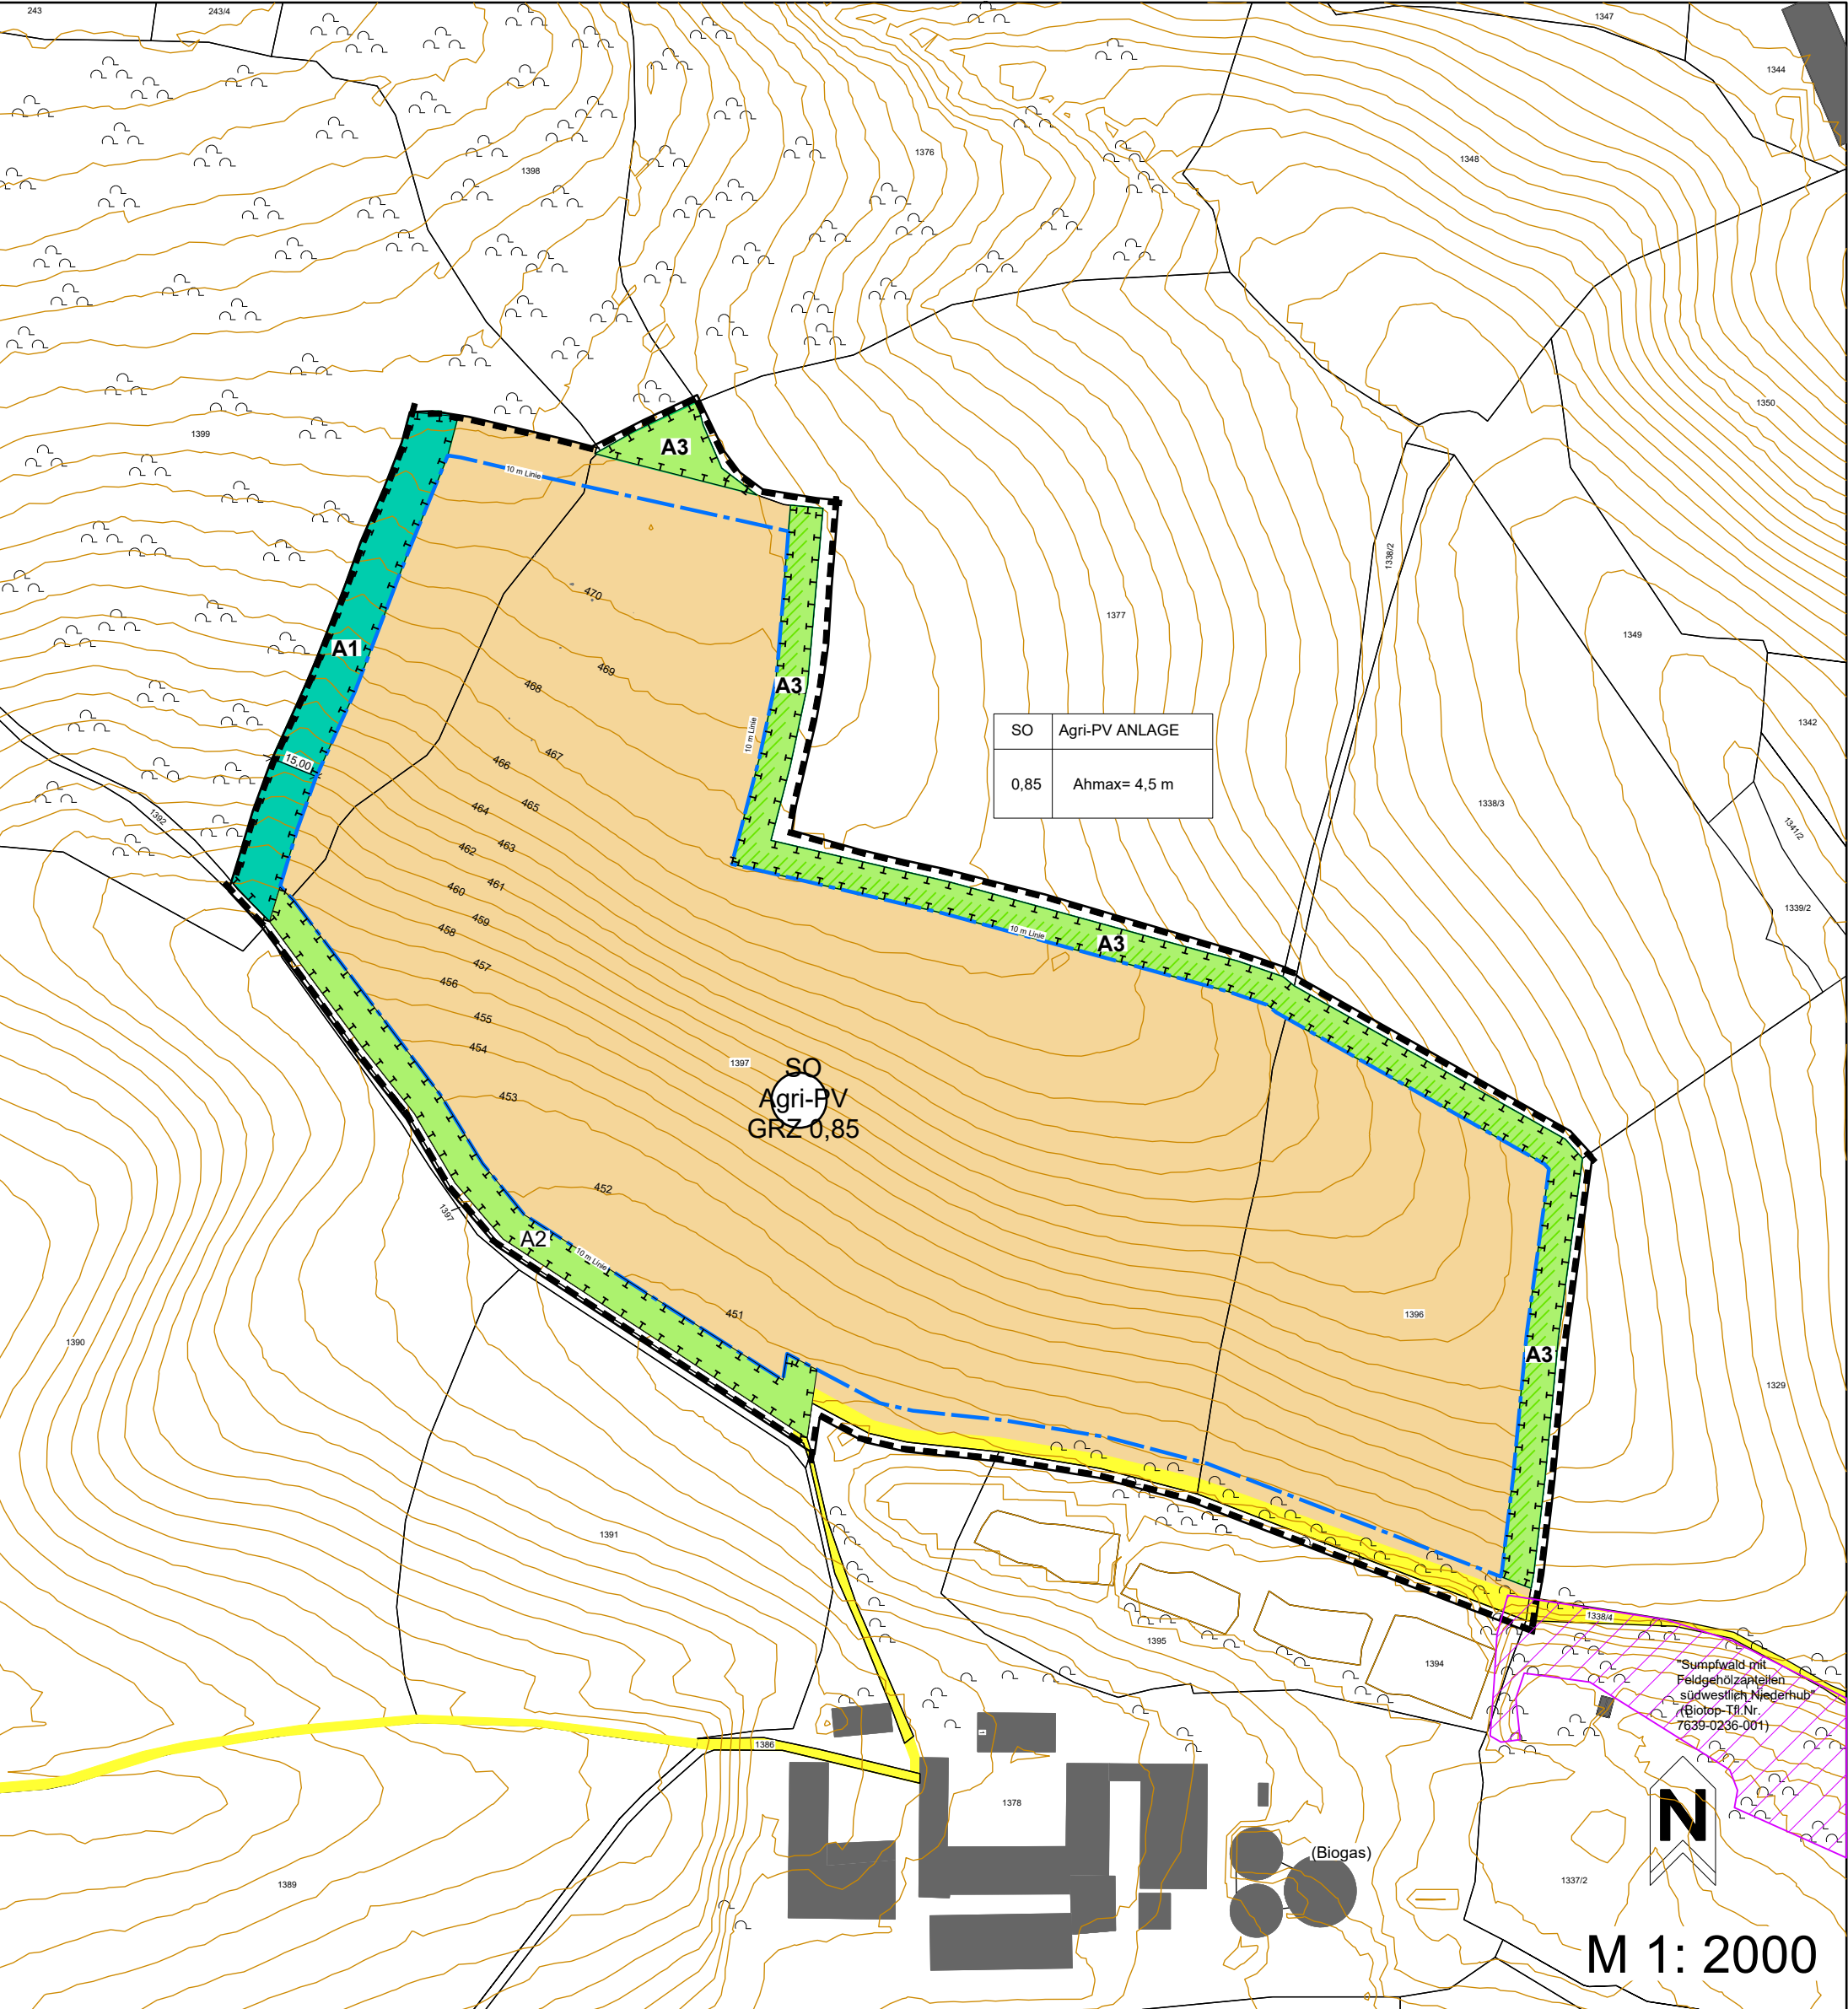 243
243/4
1347
1344
1376
1348
1398
1350
1399
A3
10 m Linie
1338/2
470
1377
1349
A1
469
468
A3
1342
SO Agri-PV ANLAGE
10 m Linie
467
15,00
466
0,85 Ahmax= 4,5 m
465
464
1338/3
1392
463
462
1341/2
461
460
1339/2
459
458
10 m Linie
A3
457
456
455
454
1397
SO
Agri-PV
GRZ 0,85
453
452
1397
A2
10 m Linie
451
1396
1390
A3
1329
1391
1338/4
1395
1394
"Sumpfwald mit
Feldgehölzanteilen
südwestlich Niederhub"
(Biotop-Tfl.Nr.
7639-0236-001)
1386
1378
N
(Biogas)
1389
1337/2
M 1: 2000